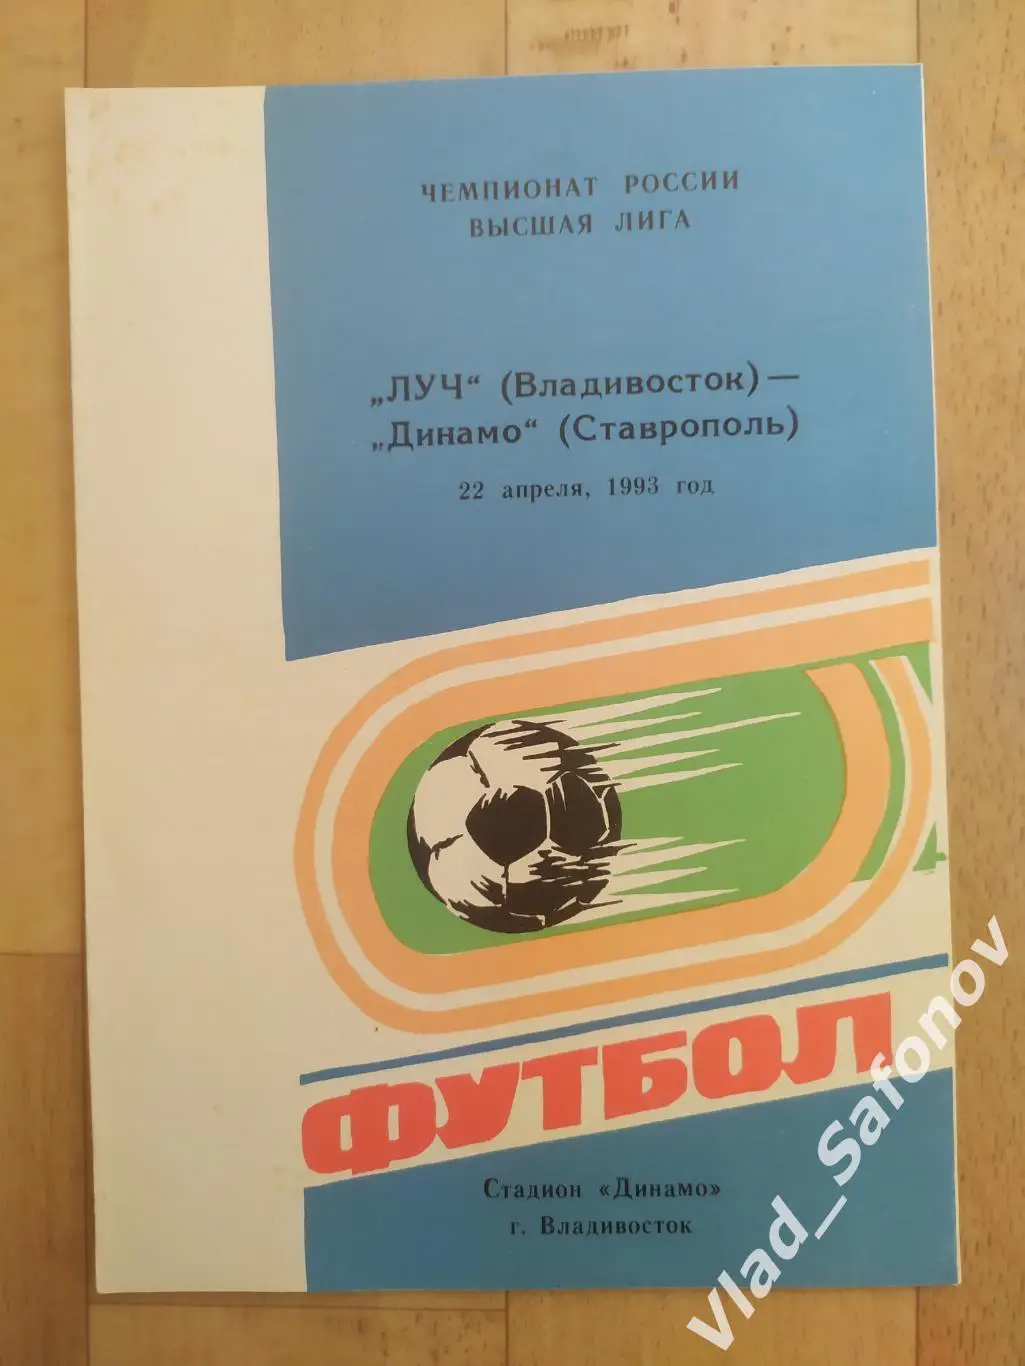 ЧЕМПИОНАТ РОССИИ
ВЫСШАЯ ЛИГА
„ЛУЧ“ (Владивосток) —
„Динамо“ (Ставрополь)
22 апреля, 1993 год
ФУТБОЛ
Стадион «Динамо»
г. Владивосток
Vlad_Safonov